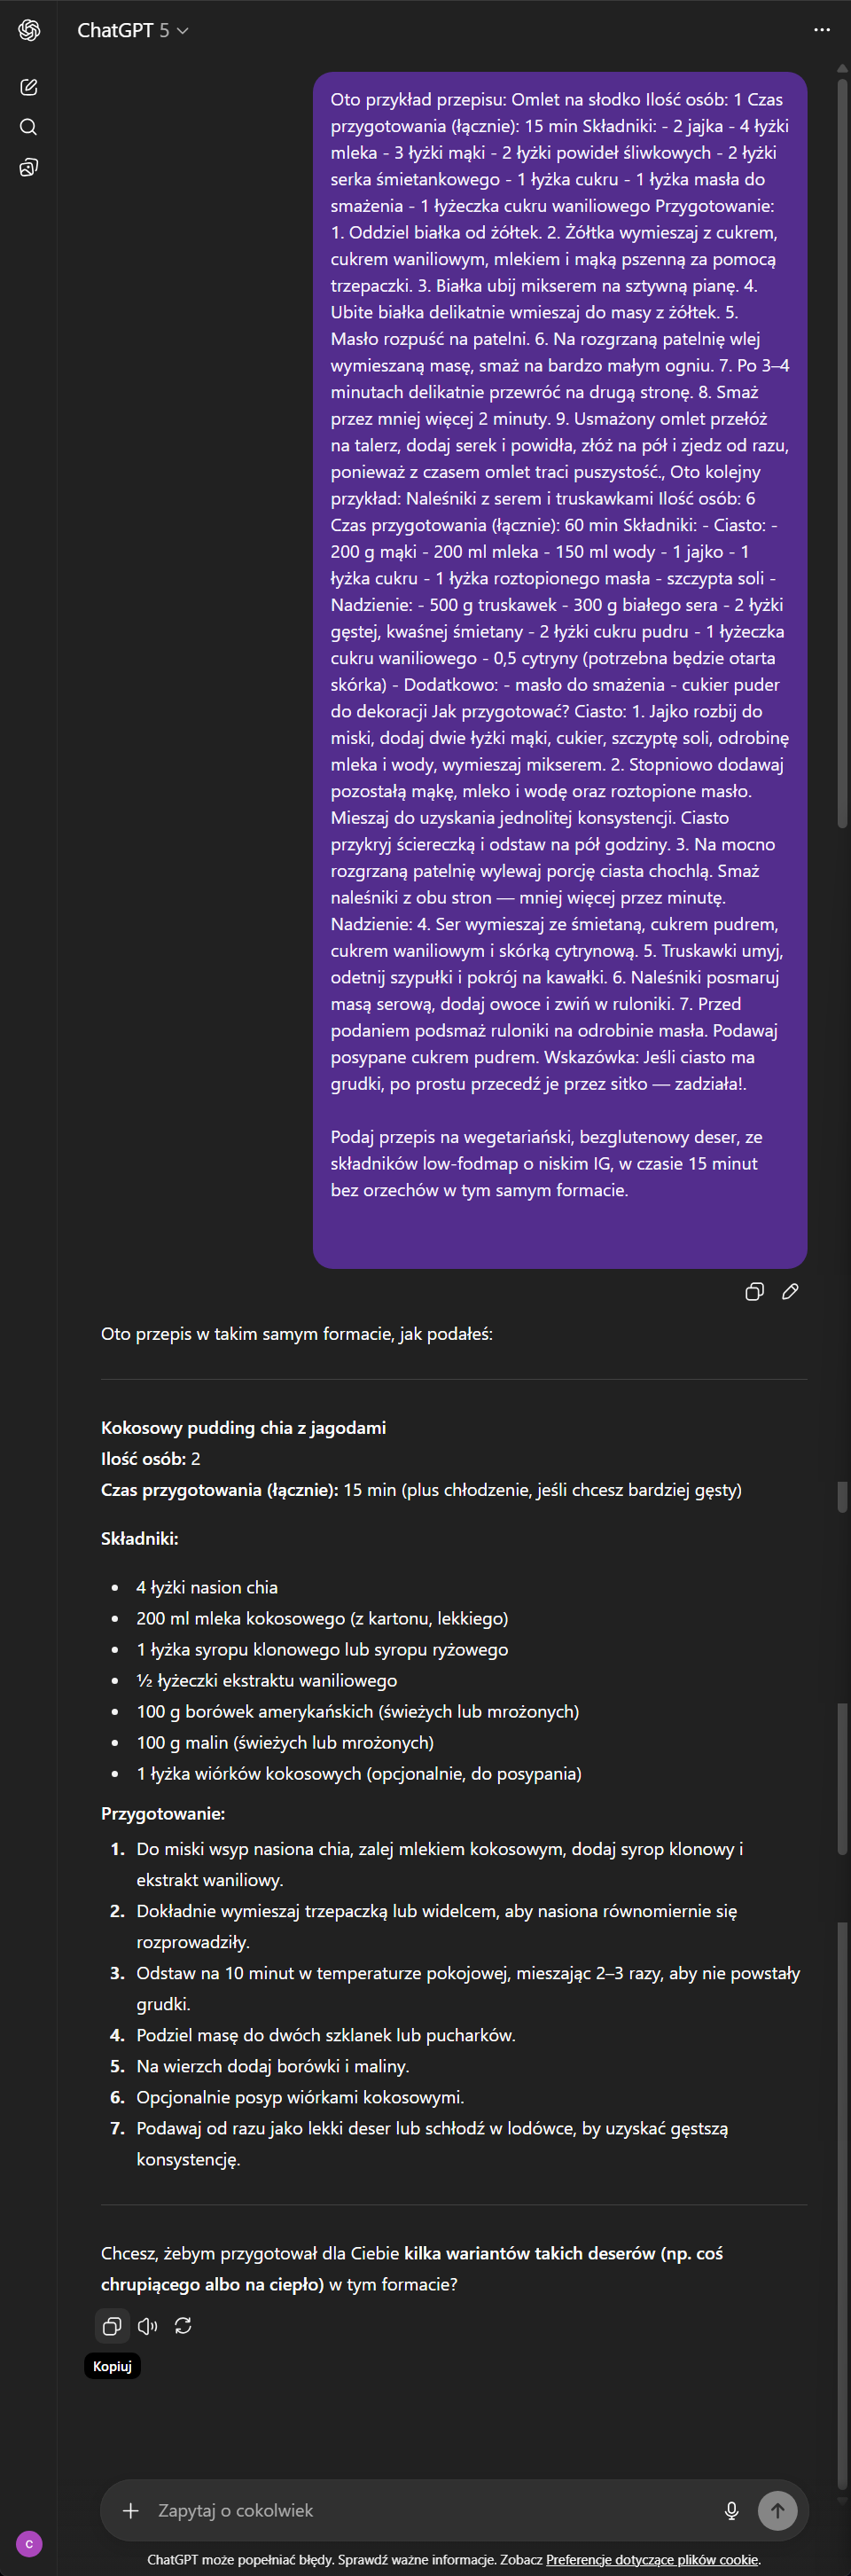 ChatGPT 5
Oto przykład przepisu: Omlet na słodko Ilość osób: 1 Czas
przygotowania (łącznie): 15 min Składniki: - 2 jajka - 4 łyżki
mleka - 3 łyżki mąki - 2 łyżki powideł śliwkowych - 2 łyżki
serka śmietankowego - 1 łyżka cukru - 1 łyżka masła do
smażenia - 1 łyżeczka cukru waniliowego Przygotowanie:
1. Oddziel białka od żółtek. 2. Żółtka wymieszaj z cukrem,
cukrem waniliowym, mlekiem i mąką pszenną za pomocą
trzepaczki. 3. Białka ubij mikserem na sztywną pianę. 4.
Ubite białka delikatnie wmieszaj do masy z żółtek. 5.
Masło rozpuść na patelni. 6. Na rozgrzaną patelnię wlej
wymieszaną masę, smaż na bardzo małym ogniu. 7. Po 3–4
minutach delikatnie przewróć na drugą stronę. 8. Smaż
przez mniej więcej 2 minuty. 9. Usmażony omlet przełóż
na talerz, dodaj serek i powidła, złóż na pół i zjedz od razu,
ponieważ z czasem omlet traci puszystość., Oto kolejny
przykład: Naleśniki z serem i truskawkami Ilość osób: 6
Czas przygotowania (łącznie): 60 min Składniki: - Ciasto: -
200 g mąki - 200 ml mleka - 150 ml wody - 1 jajko - 1
łyżka cukru - 1 łyżka roztopionego masła - szczypta soli -
Nadzienie: - 500 g truskawek - 300 g białego sera - 2 łyżki
gęstej, kwaśnej śmietany - 2 łyżki cukru pudru - 1 łyżeczka
cukru waniliowego - 0,5 cytryny (potrzebna będzie otarta
skórka) - Dodatkowo: - masło do smażenia - cukier puder
do dekoracji Jak przygotować? Ciasto: 1. Jajko rozbij do
miski, dodaj dwie łyżki mąki, cukier, szczyptę soli, odrobinę
mleka i wody, wymieszaj mikserem. 2. Stopniowo dodawaj
pozostałą mąkę, mleko i wodę oraz roztopione masło.
Mieszaj do uzyskania jednolitej konsystencji. Ciasto
przykryj ściereczką i odstaw na pół godziny. 3. Na mocno
rozgrzaną patelnię wylewaj porcję ciasta chochlą. Smaż
naleśniki z obu stron — mniej więcej przez minutę.
Nadzienie: 4. Ser wymieszaj ze śmietaną, cukrem pudrem,
cukrem waniliowym i skórką cytrynową. 5. Truskawki umyj,
odetnij szypułki i pokrój na kawałki. 6. Naleśniki posmaruj
masą serową, dodaj owoce i zwiń w ruloniki. 7. Przed
podaniem podsmaż ruloniki na odrobinie masła. Podawaj
posypane cukrem pudrem. Wskazówka: Jeśli ciasto ma
grudki, po prostu przecedź je przez sitko — zadziała!.
Podaj przepis na wegetariański, bezglutenowy deser, ze
składników low-fodmap o niskim IG, w czasie 15 minut
bez orzechów w tym samym formacie.
Oto przepis w takim samym formacie, jak podałeś:
Kokosowy pudding chia z jagodami
Ilość osób: 2
Czas przygotowania (łącznie): 15 min (plus chłodzenie, jeśli chcesz bardziej gęsty)
Składniki:
• 4 łyżki nasion chia
• 200 ml mleka kokosowego (z kartonu, lekkiego)
• 1 łyżka syropu klonowego lub syropu ryżowego
• ½ łyżeczki ekstraktu waniliowego
• 100 g borówek amerykańskich (świeżych lub mrożonych)
• 100 g malin (świeżych lub mrożonych)
• 1 łyżka wiórków kokosowych (opcjonalnie, do posypania)
Przygotowanie:
1. Do miski wsyp nasiona chia, zalej mlekiem kokosowym, dodaj syrop klonowy i
ekstrakt waniliowy.
2. Dokładnie wymieszaj trzepaczką lub widelcem, aby nasiona równomiernie się
rozprowadziły.
3. Odstaw na 10 minut w temperaturze pokojowej, mieszając 2–3 razy, aby nie powstały
grudki.
4. Podziel masę do dwóch szklanek lub pucharków.
5. Na wierzch dodaj borówki i maliny.
6. Opcjonalnie posyp wiórkami kokosowymi.
7. Podawaj od razu jako lekki deser lub schłodź w lodówce, by uzyskać gęstszą
konsystencję.
Chcesz, żebym przygotował dla Ciebie kilka wariantów takich deserów (np. coś
chrupiącego albo na ciepło) w tym formacie?
Kopiuj
Zapytaj o cokolwiek
C
ChatGPT może popełniać błędy. Sprawdź ważne informacje. Zobacz Preferencje dotyczące plików cookie.